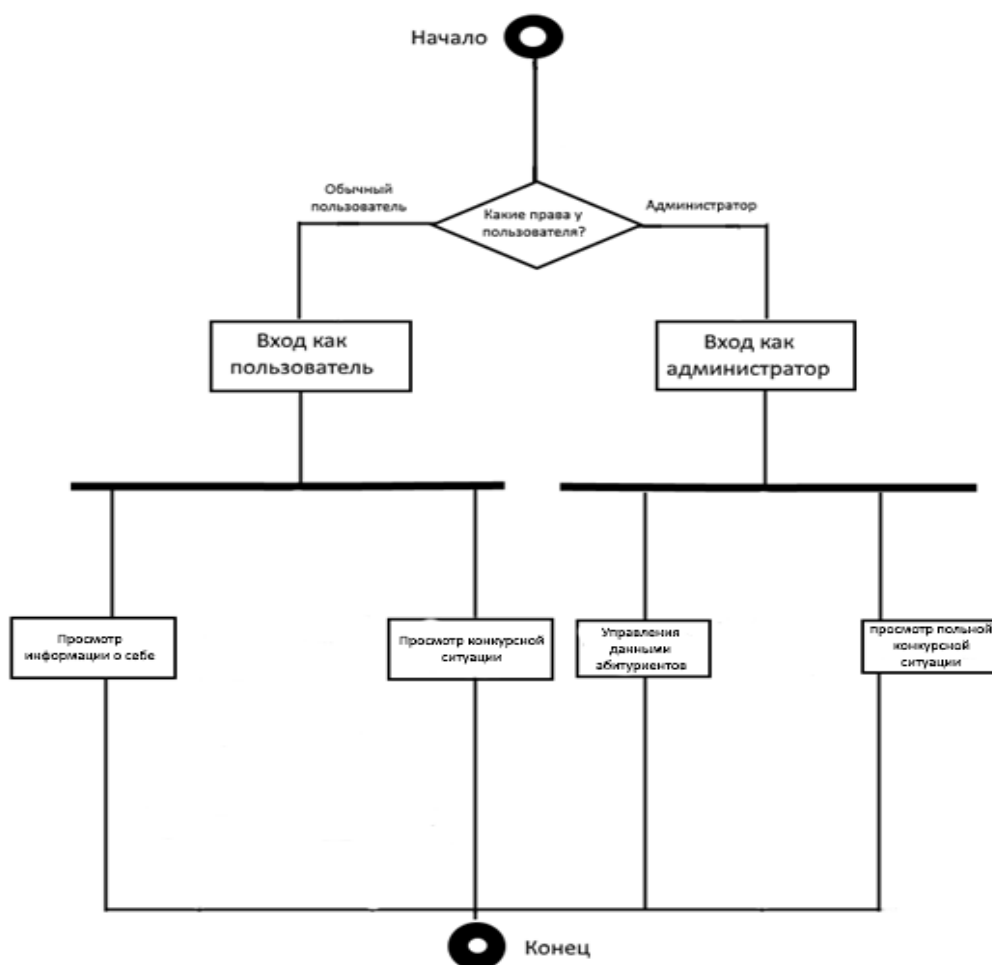 Начало
Обычный
пользователь
Какие права у
пользователя?
Администратор
Вход как
пользователь
Вход как
администратор
Просмотр
информации о себе
Просмотр конкурсной
ситуации
Управления
данными
абитуриентов
просмотр польной
конкурсной
ситуации
Конец